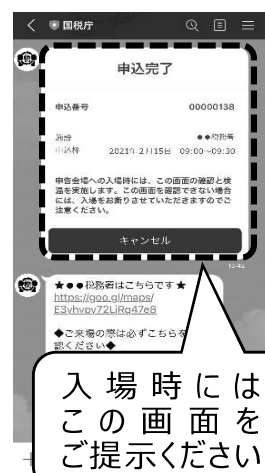 国税庁
申込完了
申込番号 00000138
施設 ●●税務署
申込枠 2021年2月15日 09:00~09:30
申告会場への入場時には、この画面の確認と検
温を実施します。この画面を確認できない場合
には、入場をお断りさせていただきますのでご
注意ください。
キャンセル
15:42
★●●税務署はこちらです★
https://goo.gl/maps/
E3vhvpy72LiRq47e8
◆ご来場の際は必ずこちらを
認ください◆
入場時には
この画面を
ご提示ください